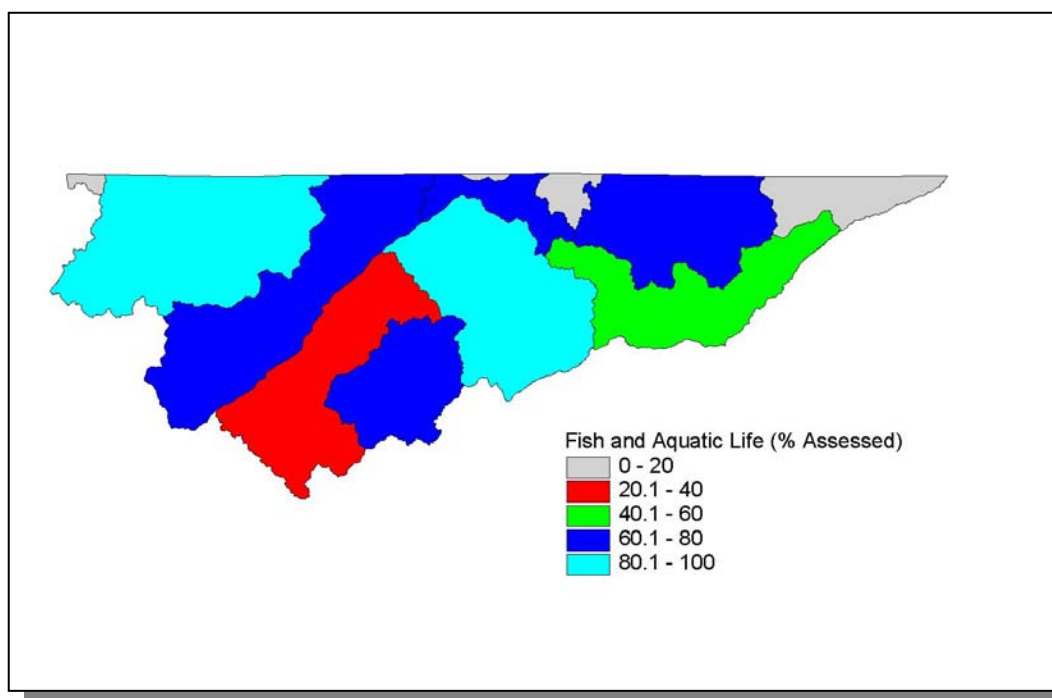 Fish and Aquatic Life (% Assessed)
0 - 20
20.1 - 40
40.1 - 60
60.1 - 80
80.1 - 100